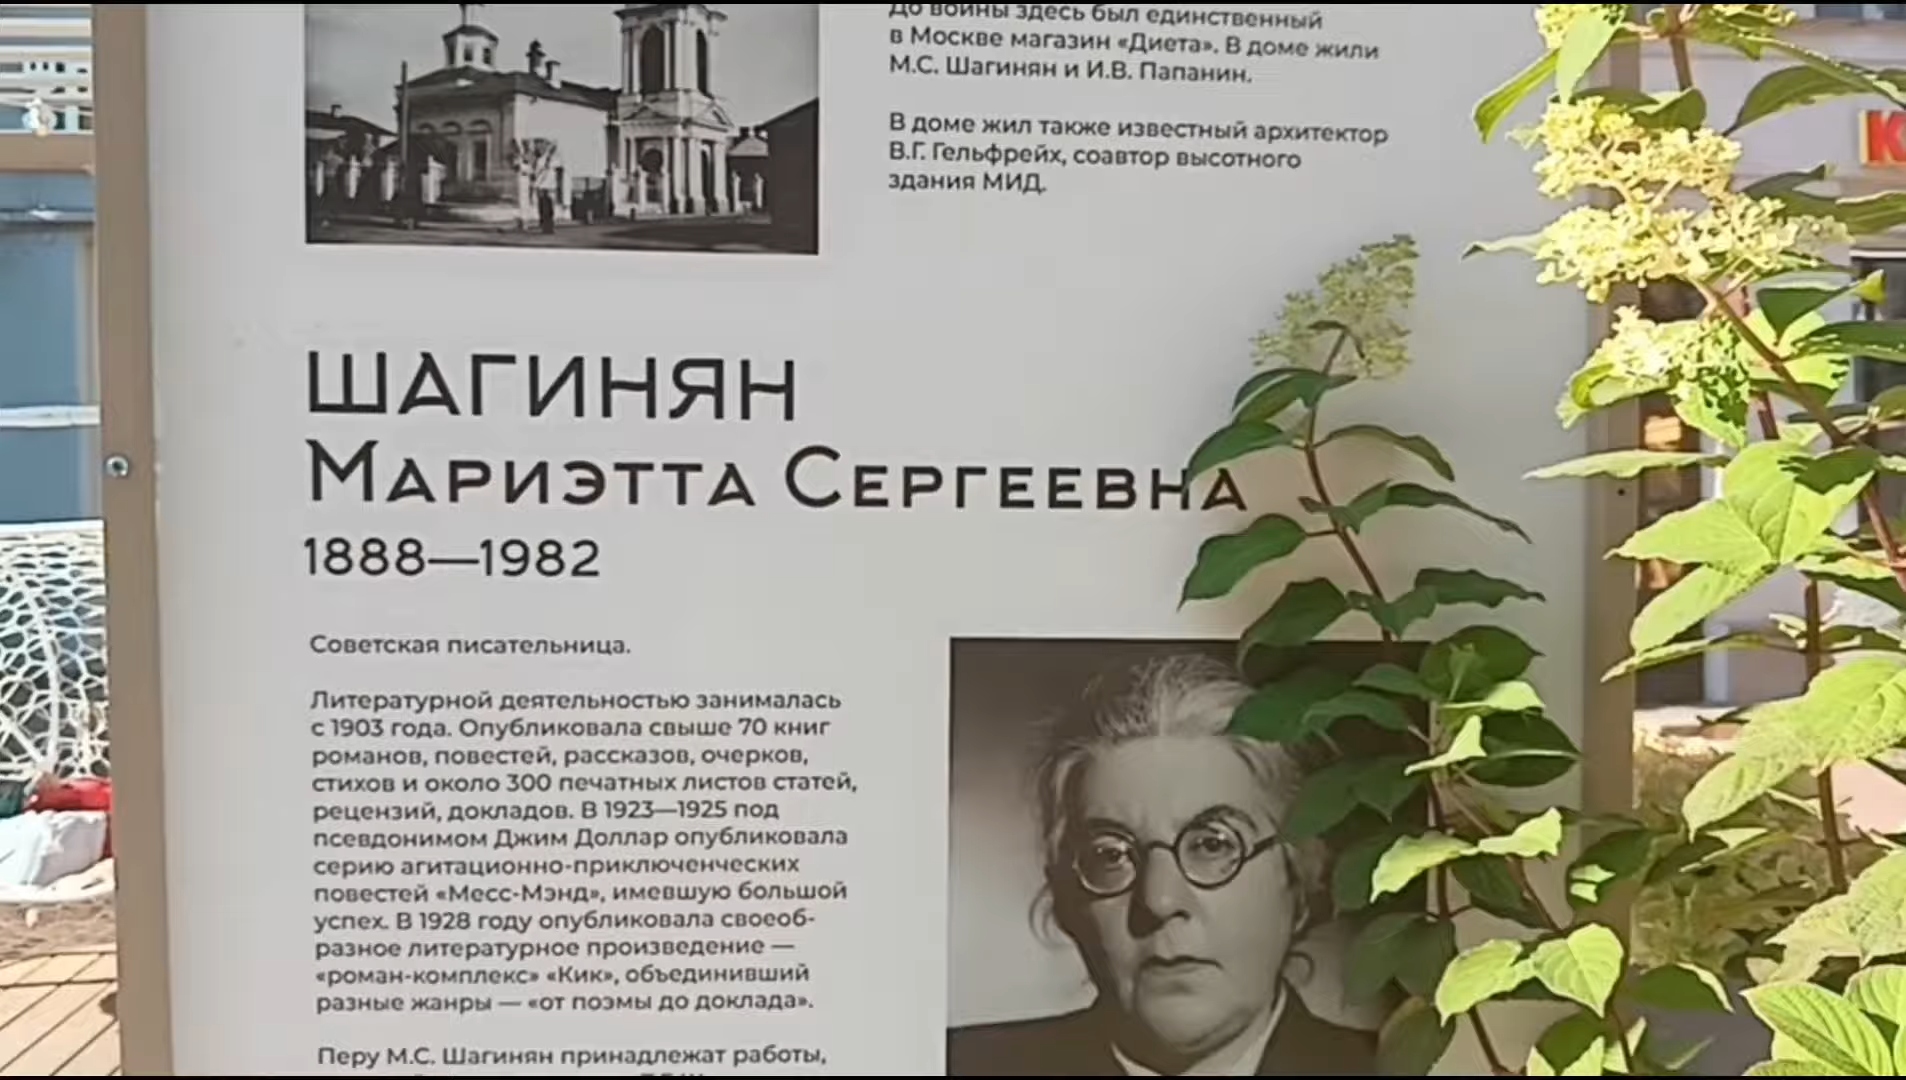 До войны здесь был единственный
в Москве магазин «Диета». В доме жили
М.С. Шагинян и И.В. Папанин.
В доме жил также известный архитектор
В.Г. Гельфрейх, соавтор высотного
здания МИД.
ШАГИНЯН
МАРИЭТТА СЕРГЕЕВНА
1888—1982
Советская писательница.
Литературной деятельностью занималась
с 1903 года. Опубликовала свыше 70 книг
романов, повестей, рассказов, очерков,
стихов и около 300 печатных листов статей,
рецензий, докладов. В 1923—1925 под
псевдонимом Джим Доллар опубликовала
серию агитационно-приключенческих
повестей «Месс-Мэнд», имевшую большой
успех. В 1928 году опубликовала своеоб-
разное литературное произведение —
«роман-комплекс» «Кик», объединивший
разные жанры — «от поэмы до доклада».
Перу М.С. Шагинян принадлежат работы,